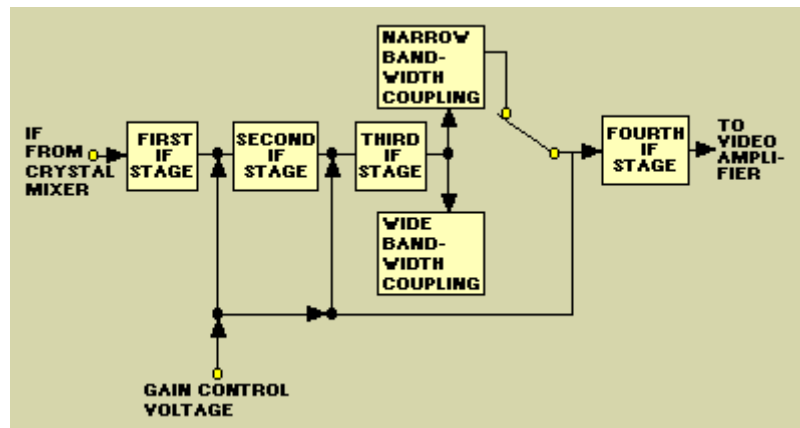 NARROW
BAND-
WIDTH
COUPLING
IF
FROM
CRYSTAL
MIXER
FIRST
IF
STAGE
SECOND
IF
STAGE
THIRD
IF
STAGE
FOURTH
IF
STAGE
TO
VIDEO
AMPLI-
FIER
WIDE
BAND-
WIDTH
COUPLING
GAIN CONTROL
VOLTAGE